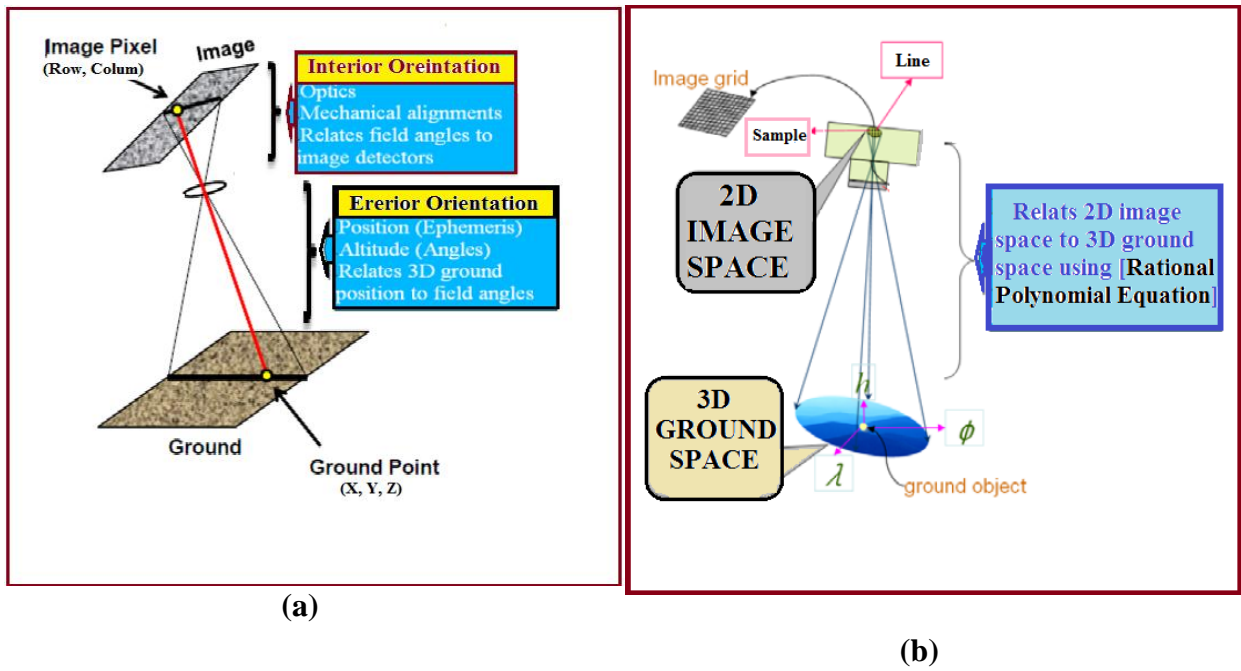 Image Pixel
(Row, Colum)
Image
Interior Oreintation
Optics
Mechanical alignments
Relates field angles to
image detectors
Ererior Orientation
Position (Ephemeris)
Altitude (Angles)
Relates 3D ground
position to field angles
Ground
Ground Point
(X, Y, Z)
(a)
Line
Image grid
Sample
2D
IMAGE
SPACE
Relats 2D image
space to 3D ground
space using [Rational
Polynomial Equation]
3D
GROUND
SPACE
h
ϕ
λ
ground object
(b)